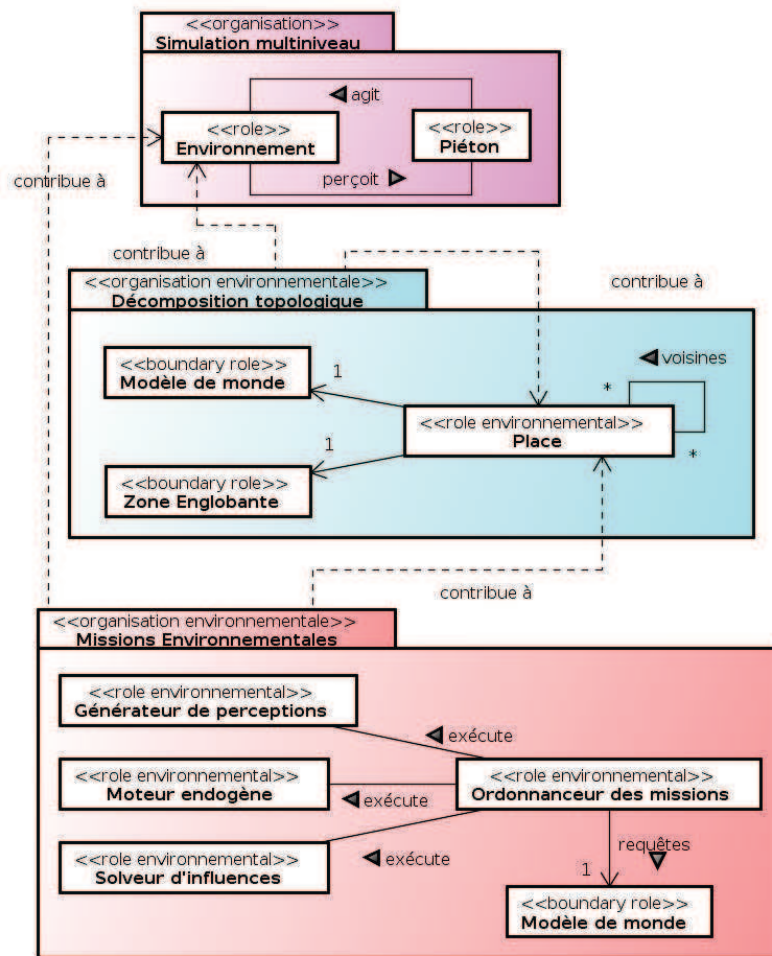 <<organisation>>
Simulation multiniveau
agit
<<role>>
Environnement
<<role>>
Piéton
perçoit
contribue à
contribue à
<<organisation environnementale>>
Décomposition topologique
contribue à
<<boundary role>>
Modèle de monde
1
voisines
*
<<role environnemental>>
Place
*
1
<<boundary role>>
Zone Englobante
contribue à
<<organisation environnementale>>
Missions Environnementales
<<role environnemental>>
Générateur de perceptions
exécute
<<role environnemental>>
Moteur endogène
exécute
<<role environnemental>>
Ordonnanceur des missions
<<role environnemental>>
Solveur d'influences
exécute
requêtes
1
<<boundary role>>
Modèle de monde